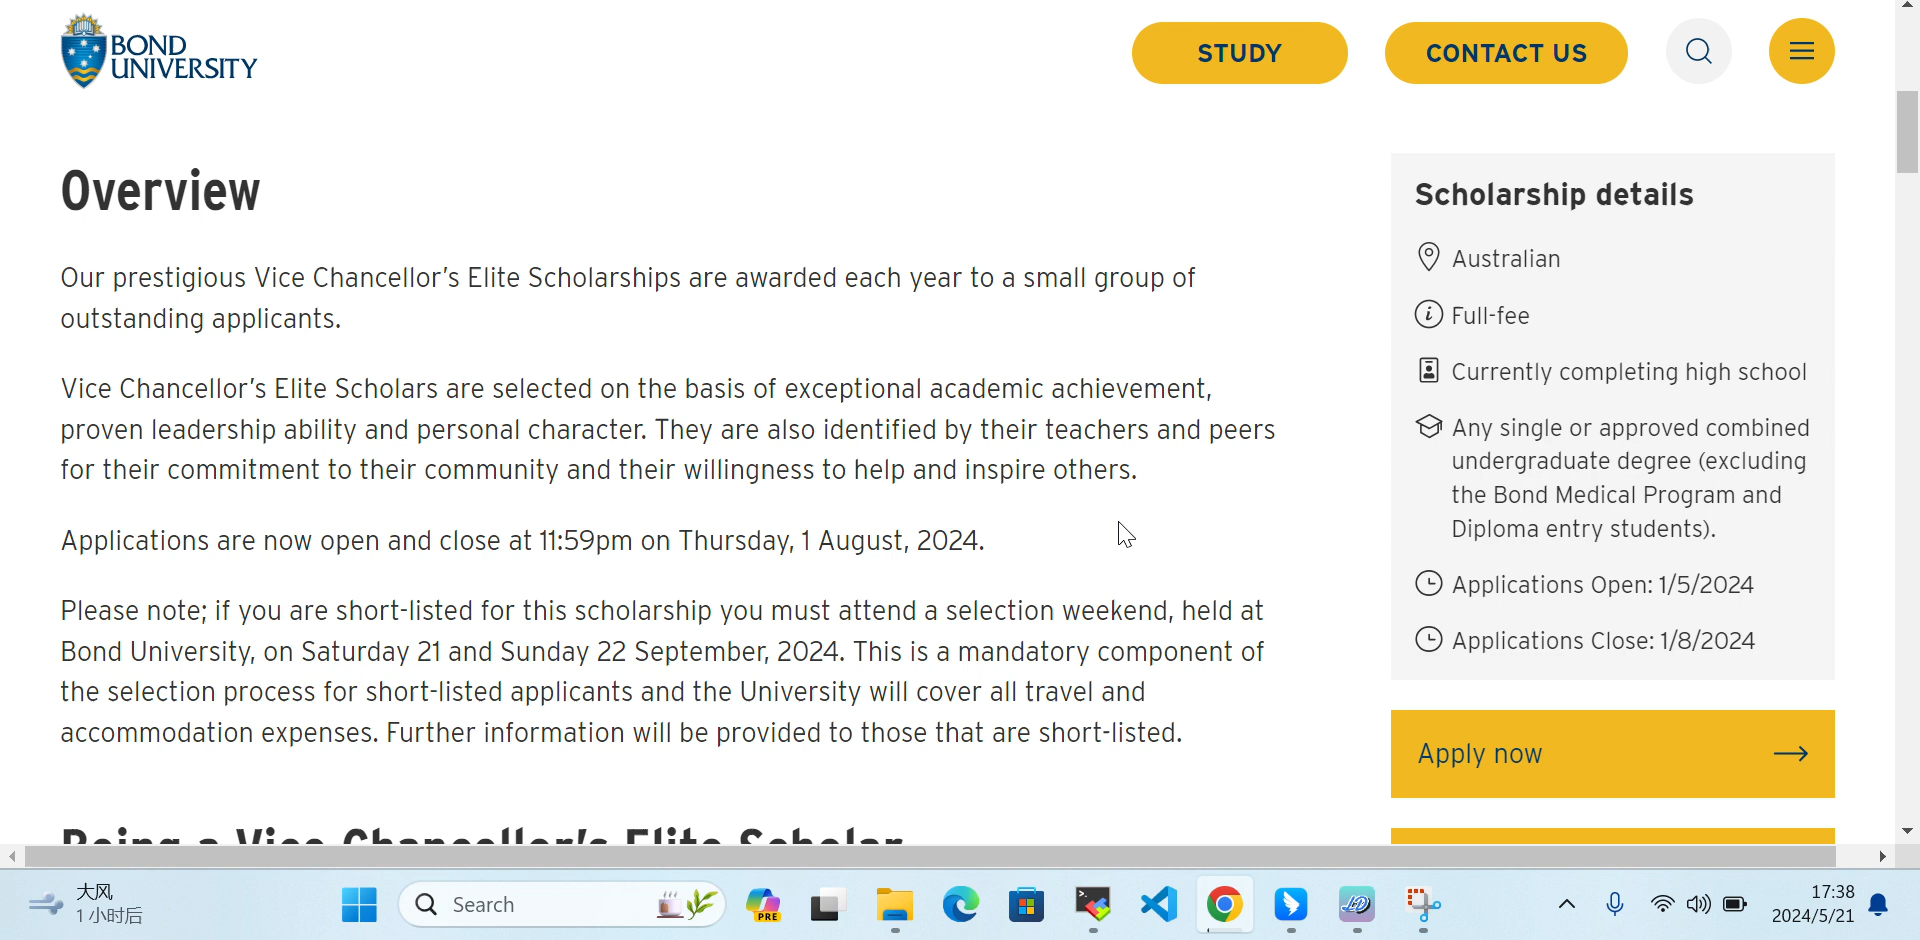 BOND
UNIVERSITY
STUDY
CONTACT US
Overview
Our prestigious Vice Chancellor's Elite Scholarships are awarded each year to a small group of
outstanding applicants.
Vice Chancellor's Elite Scholars are selected on the basis of exceptional academic achievement,
proven leadership ability and personal character. They are also identified by their teachers and peers
for their commitment to their community and their willingness to help and inspire others.
Applications are now open and close at 11:59pm on Thursday, 1 August, 2024.
Please note; if you are short-listed for this scholarship you must attend a selection weekend, held at
Bond University, on Saturday 21 and Sunday 22 September, 2024. This is a mandatory component of
the selection process for short-listed applicants and the University will cover all travel and
accommodation expenses. Further information will be provided to those that are short-listed.
Being a Vice Chancellor's Elite Scholar
Scholarship details
Australian
Full-fee
Currently completing high school
Any single or approved combined
undergraduate degree (excluding
the Bond Medical Program and
Diploma entry students).
Applications Open: 1/5/2024
Applications Close: 1/8/2024
Apply now
大风
1小时后
Search
PRE
17:38
2024/5/21